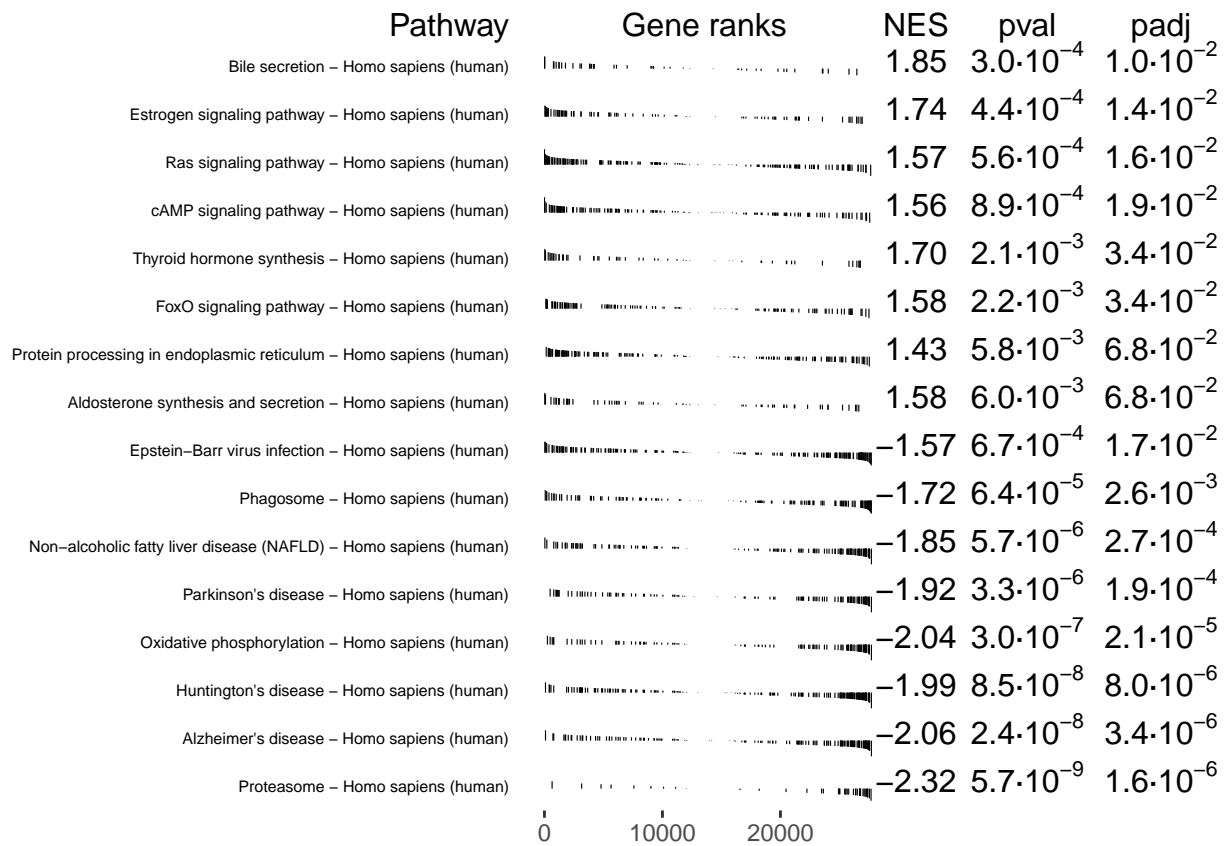 Pathway Gene ranks NES pval padj
Bile secretion − Homo sapiens (human) 1.85 3.0·10⁻⁴ 1.0·10⁻²
Estrogen signaling pathway − Homo sapiens (human) 1.74 4.4·10⁻⁴ 1.4·10⁻²
Ras signaling pathway − Homo sapiens (human) 1.57 5.6·10⁻⁴ 1.6·10⁻²
cAMP signaling pathway − Homo sapiens (human) 1.56 8.9·10⁻⁴ 1.9·10⁻²
Thyroid hormone synthesis − Homo sapiens (human) 1.70 2.1·10⁻³ 3.4·10⁻²
FoxO signaling pathway − Homo sapiens (human) 1.58 2.2·10⁻³ 3.4·10⁻²
Protein processing in endoplasmic reticulum − Homo sapiens (human) 1.43 5.8·10⁻³ 6.8·10⁻²
Aldosterone synthesis and secretion − Homo sapiens (human) 1.58 6.0·10⁻³ 6.8·10⁻²
Epstein−Barr virus infection − Homo sapiens (human) −1.57 6.7·10⁻⁴ 1.7·10⁻²
Phagosome − Homo sapiens (human) −1.72 6.4·10⁻⁵ 2.6·10⁻³
Non−alcoholic fatty liver disease (NAFLD) − Homo sapiens (human) −1.85 5.7·10⁻⁶ 2.7·10⁻⁴
Parkinson's disease − Homo sapiens (human) −1.92 3.3·10⁻⁶ 1.9·10⁻⁴
Oxidative phosphorylation − Homo sapiens (human) −2.04 3.0·10⁻⁷ 2.1·10⁻⁵
Huntington's disease − Homo sapiens (human) −1.99 8.5·10⁻⁸ 8.0·10⁻⁶
Alzheimer's disease − Homo sapiens (human) −2.06 2.4·10⁻⁸ 3.4·10⁻⁶
Proteasome − Homo sapiens (human) −2.32 5.7·10⁻⁹ 1.6·10⁻⁶
0 10000 20000